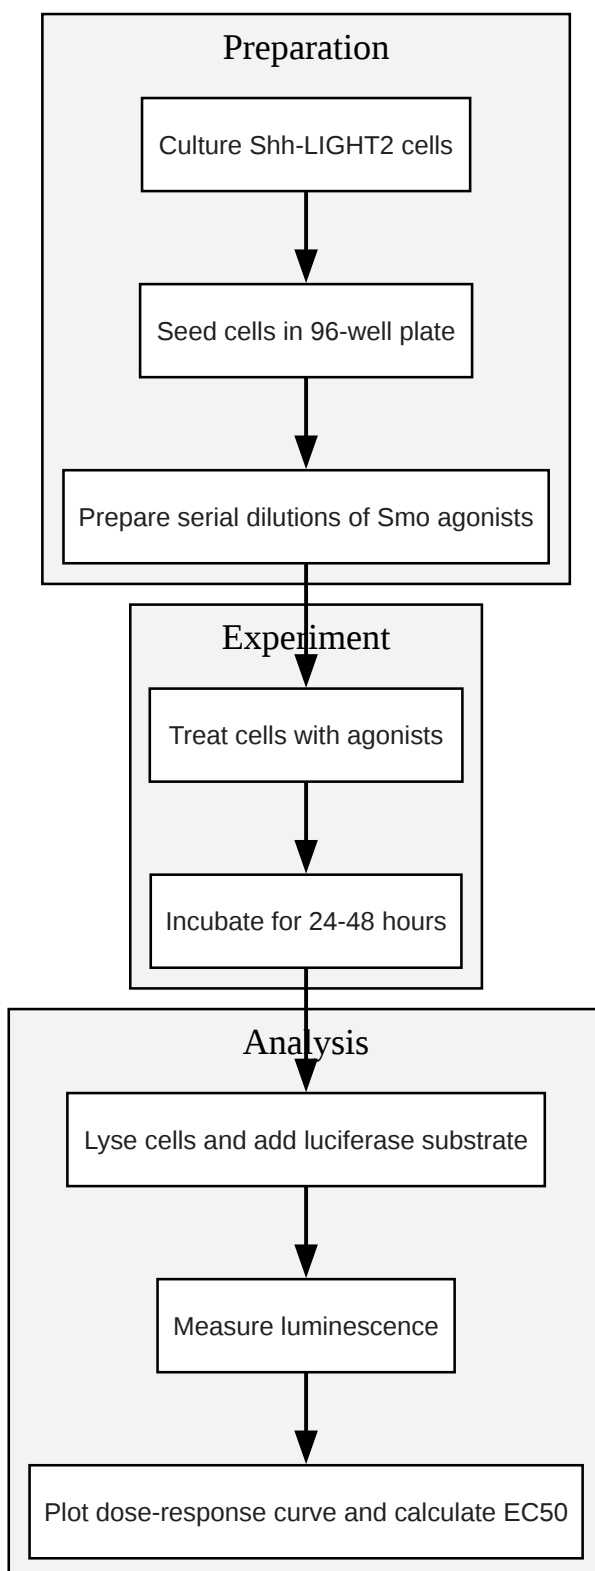 Preparation
Culture Shh-LIGHT2 cells
Seed cells in 96-well plate
Prepare serial dilutions of Smo agonists
Experiment
Treat cells with agonists
Incubate for 24-48 hours
Analysis
Lyse cells and add luciferase substrate
Measure luminescence
Plot dose-response curve and calculate EC50